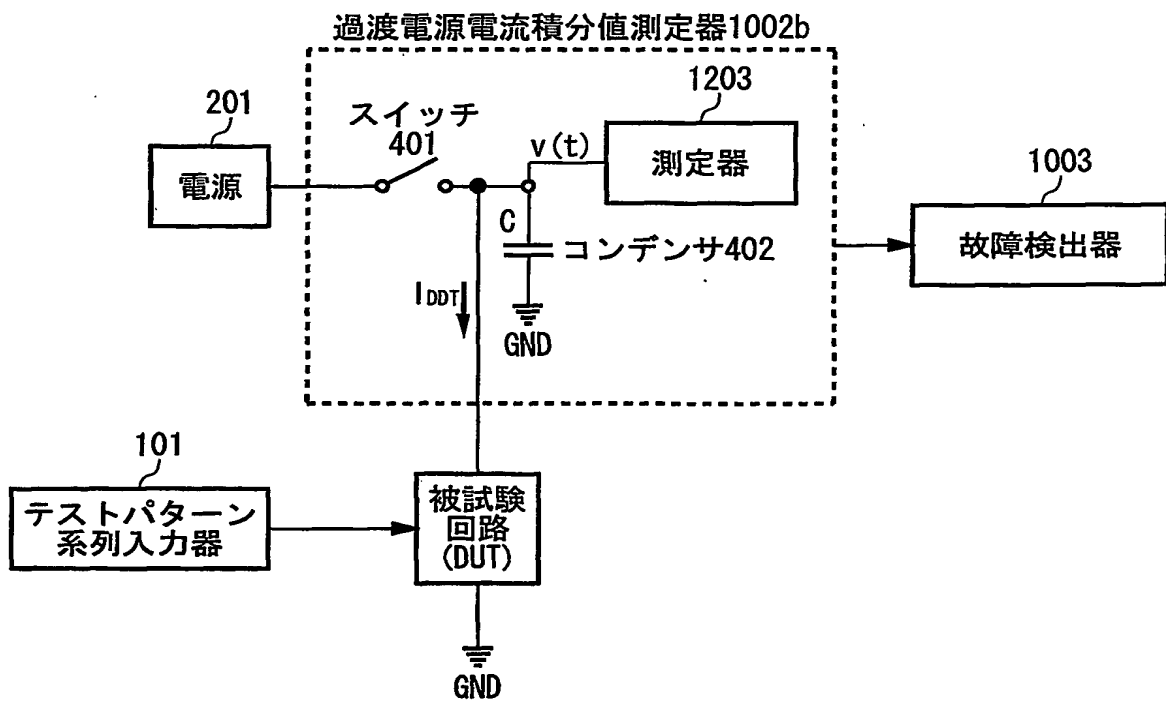 過渡電源電流積分値測定器1002b
201
電源
スイッチ
401
v(t)
1203
測定器
1003
故障検出器
C
コンデンサ402
GND
IDDT
101
テストパターン
系列入力器
被試験
回路
(DUT)
GND